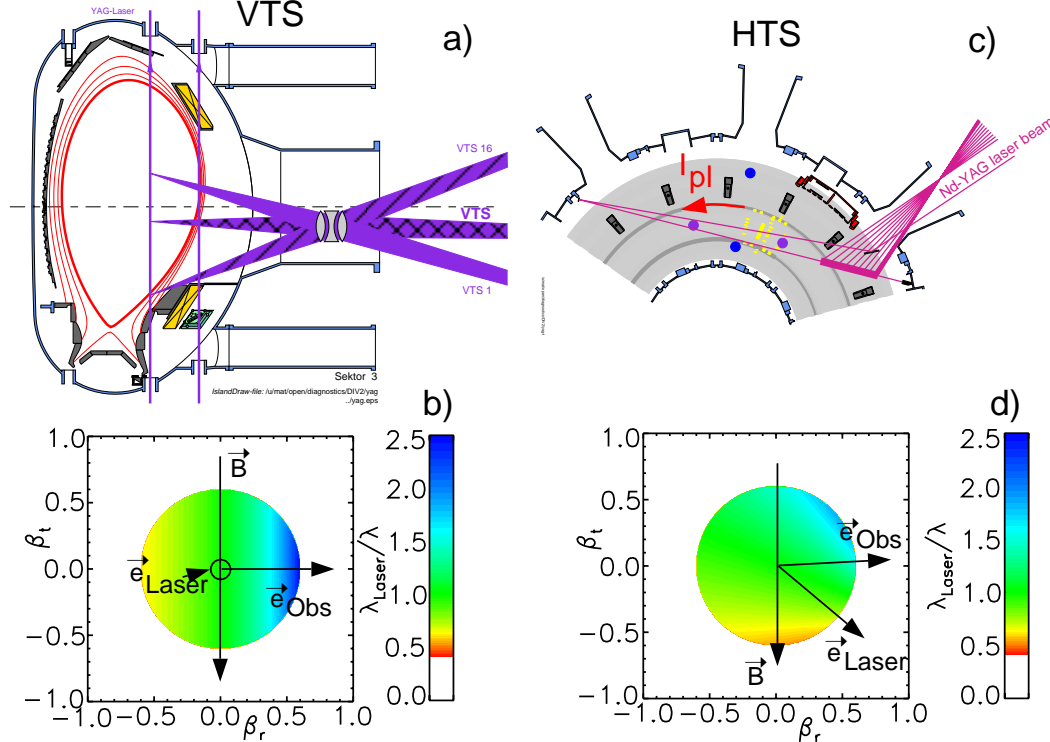 VTS
YAG-Laser
a)
VTS 16
VTS
VTS 1
Sektor 3
IslandDraw-file: /u/mat/open/diagnostics/DIV2/yag
../yag.eps
HTS
c)
Nd-YAG laser beam
I pl
b)
1.0
0.5
0.0
−0.5
−1.0
−1.0 −0.5 0.0 0.5 1.0
βt
βr
B
eLaser
eObs
2.5
2.0
1.5
1.0
0.5
0.0
λLaser/λ
d)
1.0
0.5
0.0
−0.5
−1.0
−1.0 −0.5 0.0 0.5 1.0
βt
βr
eObs
B
eLaser
2.5
2.0
1.5
1.0
0.5
0.0
λLaser/λ